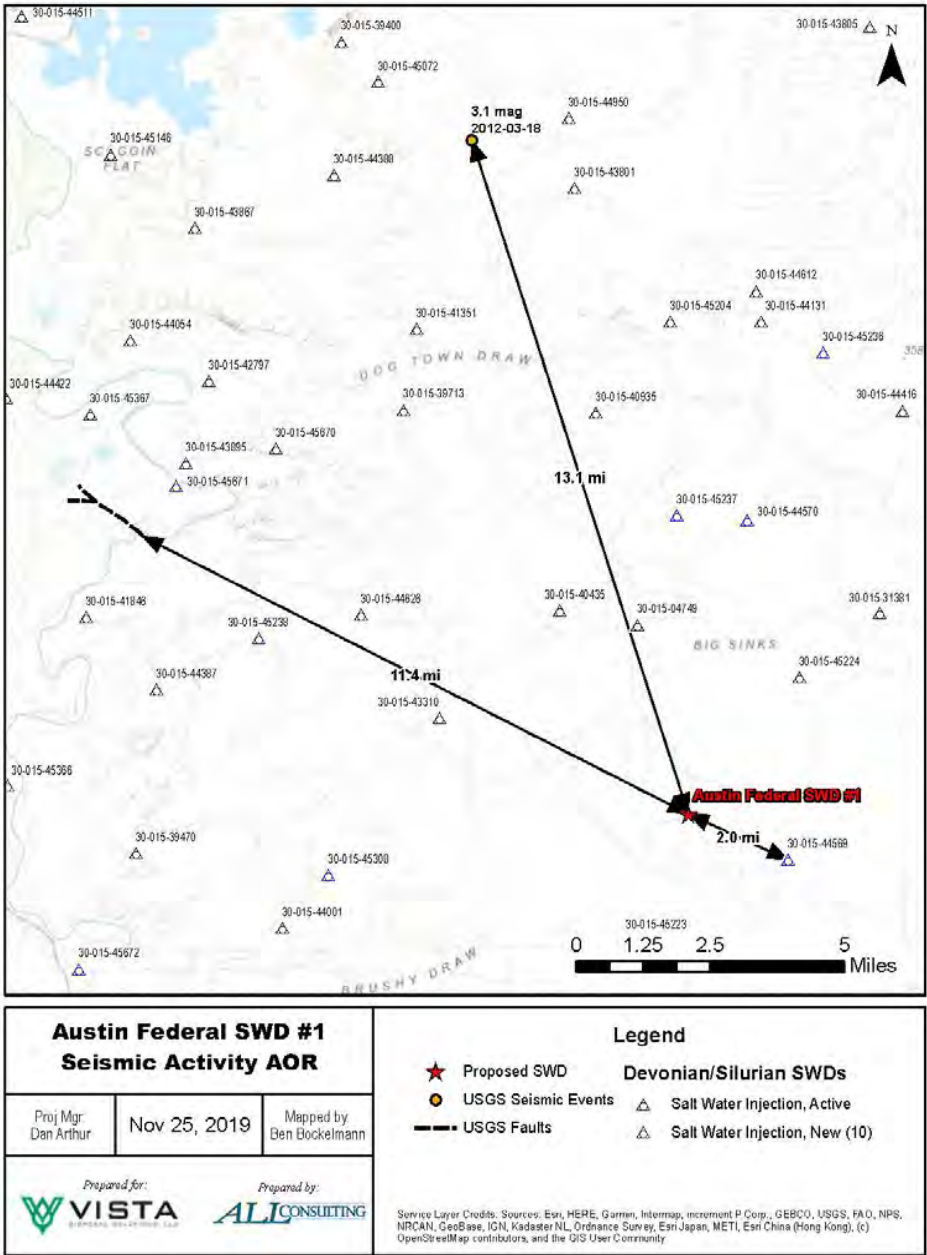 30-015-44511
30-015-39400
30-015-43805
N
30-015-45072
3.1 mag
2012-03-18
30-015-44950
30-015-45146
SCOGGIN
FLAT
30-015-44388
30-015-43801
30-015-43867
30-015-44612
30-015-45204
30-015-44131
30-015-41351
30-015-44054
30-015-45236
358
DOG TOWN DRAW
30-015-42797
30-015-44422
30-015-45367
30-015-39713
30-015-40935
30-015-44416
30-015-45670
30-015-43895
30-015-45671
13.1 mi
30-015-45237
30-015-44570
30-015-41846
30-015-44626
30-015-40435
30-015-04749
30-015-31381
30-015-45238
BIG SINKS
30-015-44387
11.4 mi
30-015-45224
30-015-43310
30-015-45366
Austin Federal SWD #1
2.0 mi
30-015-39470
30-015-44569
30-015-45308
30-015-44001
30-015-45223
30-015-45672
BRUSHY DRAW
0 1.25 2.5 5
Miles
Austin Federal SWD #1
Seismic Activity AOR
Proj Mgr:
Dan Arthur
Nov 25, 2019
Mapped by:
Ben Bockelmann
Prepared for:
VISTA
DISPOSAL SOLUTIONS, LLC
Prepared by:
ALL CONSULTING
Legend
Proposed SWD
USGS Seismic Events
USGS Faults
Devonian/Silurian SWDs
Salt Water Injection, Active
Salt Water Injection, New (10)
Service Layer Credits: Sources: Esri, HERE, Garmin, Intermap, increment P Corp., GEBCO, USGS, FAO, NPS,
NRCAN, GeoBase, IGN, Kadaster NL, Ordnance Survey, Esri Japan, METI, Esri China (Hong Kong), (c)
OpenStreetMap contributors, and the GIS User Community